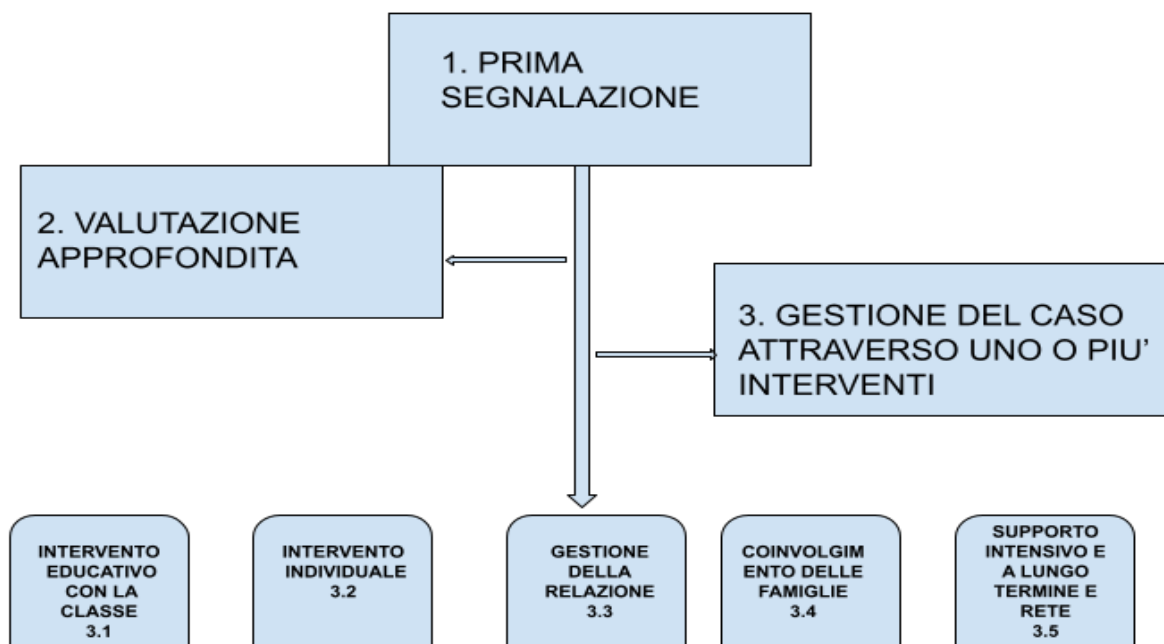 1. PRIMA
SEGNALAZIONE
2. VALUTAZIONE
APPROFONDITA
3. GESTIONE DEL CASO
ATTRAVERSO UNO O PIU'
INTERVENTI
INTERVENTO
EDUCATIVO
CON LA
CLASSE
3.1
INTERVENTO
INDIVIDUALE
3.2
GESTIONE
DELLA
RELAZIONE
3.3
COINVOLGIM
ENTO DELLE
FAMIGLIE
3.4
SUPPORTO
INTENSIVO E
A LUNGO
TERMINE E
RETE
3.5